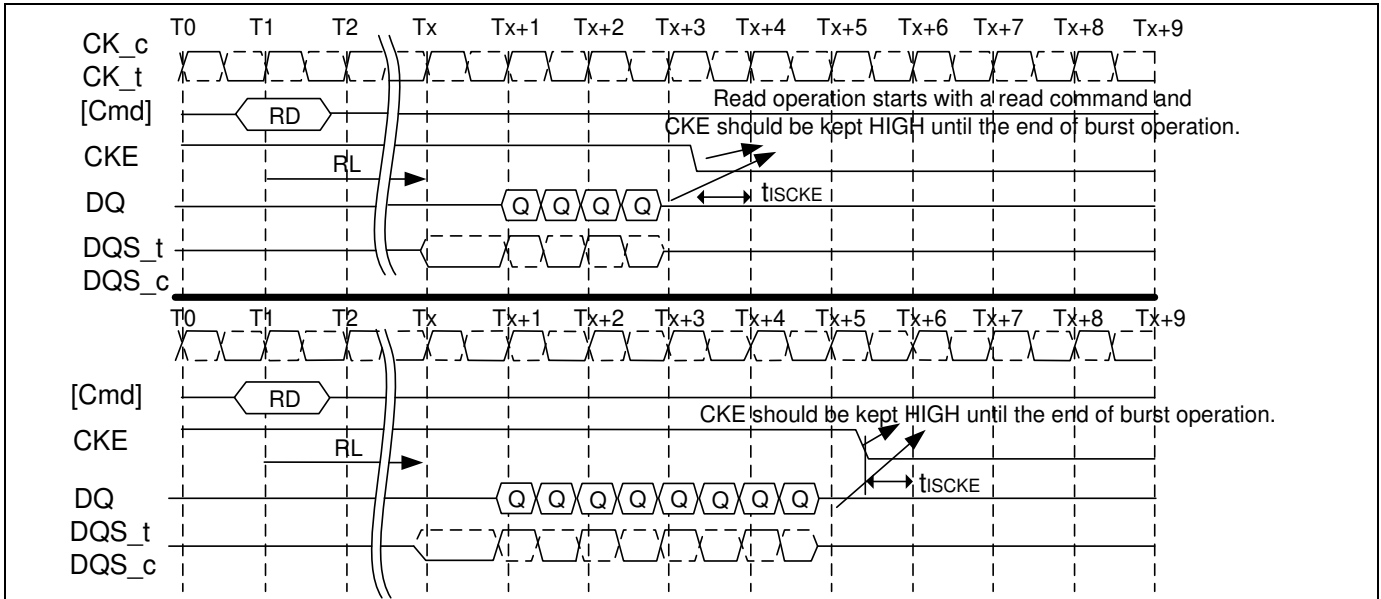 T0 T1 T2 Tx Tx+1 Tx+2 Tx+3 Tx+4 Tx+5 Tx+6 Tx+7 Tx+8 Tx+9
CK_c
CK_t
[Cmd] RD
Read operation starts with a read command and
CKE should be kept HIGH until the end of burst operation.
CKE
RL
tISCKE
DQ Q Q Q Q
DQS_t
DQS_c
T0 T1 T2 Tx Tx+1 Tx+2 Tx+3 Tx+4 Tx+5 Tx+6 Tx+7 Tx+8 Tx+9
[Cmd] RD
CKE should be kept HIGH until the end of burst operation.
CKE
RL
tISCKE
DQ Q Q Q Q Q Q Q Q
DQS_t
DQS_c